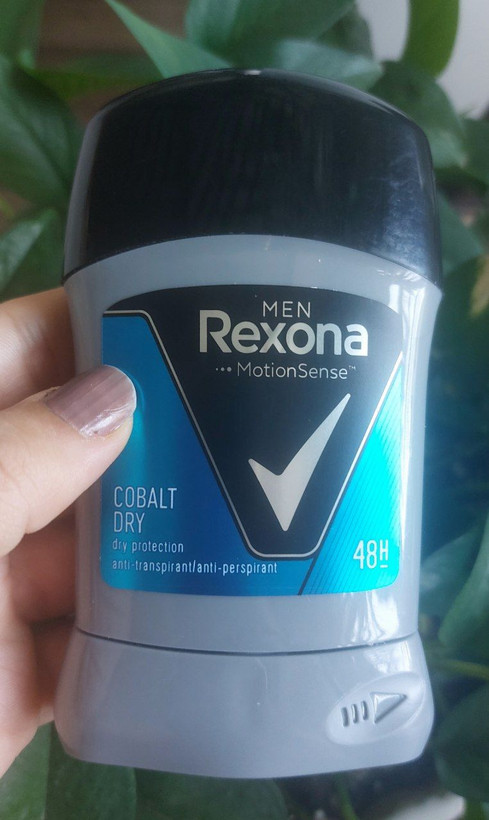 MEN
Rexona
MotionSense™
COBALT
DRY
dry protection
anti-transpirant/anti-perspirant
48H